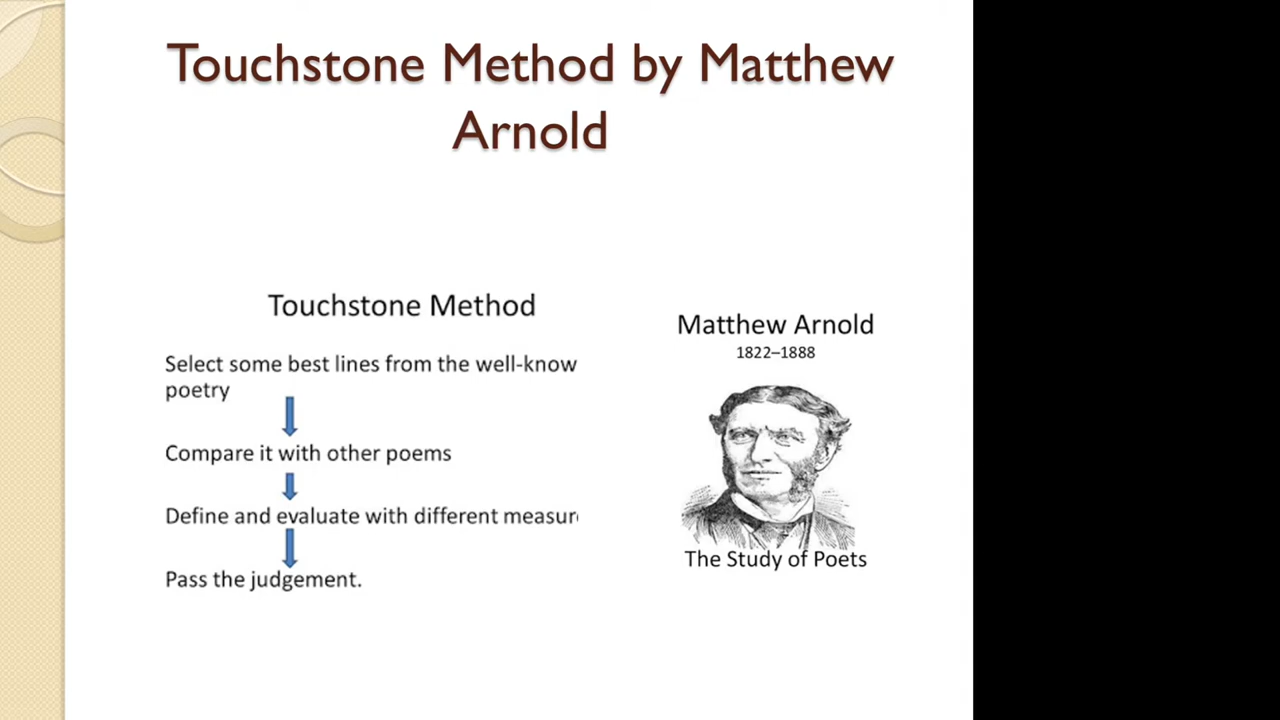 Touchstone Method by Matthew
Arnold
Touchstone Method
Select some best lines from the well-know
poetry
Compare it with other poems
Define and evaluate with different measur
Pass the judgement.
Matthew Arnold
1822–1888
The Study of Poets